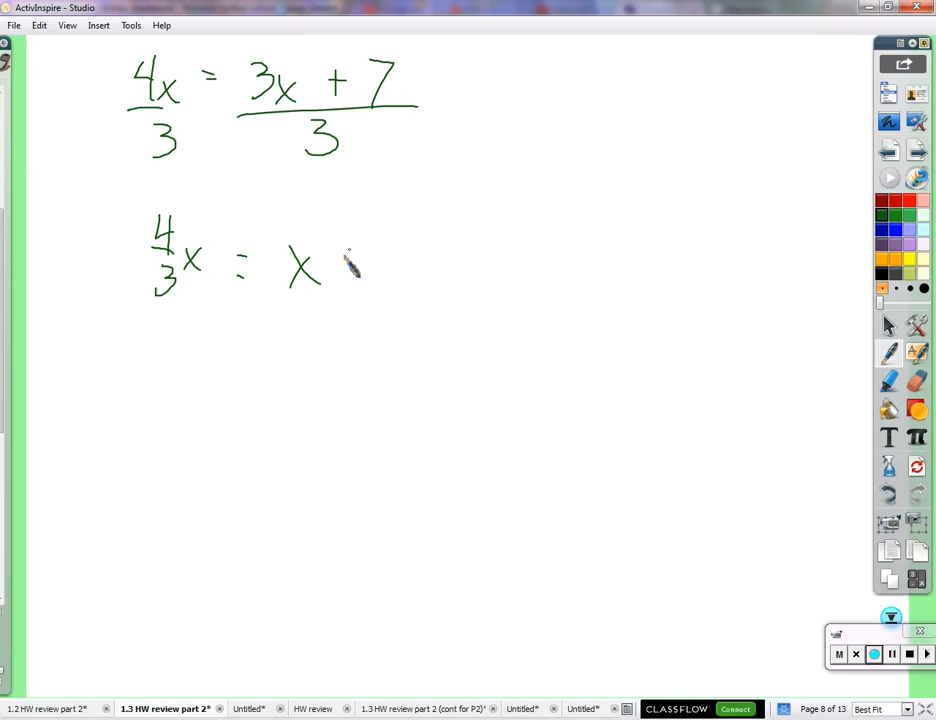 ActivInspire - Studio
File Edit View Insert Tools Help
4x = 3x + 7
3 3
4
x = x
3
M
1.2 HW review part 2* 1.3 HW review part 2* Untitled* HW review 1.3 HW review part 2 (cont for P2)* Untitled* Untitled* CLASSFLOW Connect Page 8 of 13 Best Fit